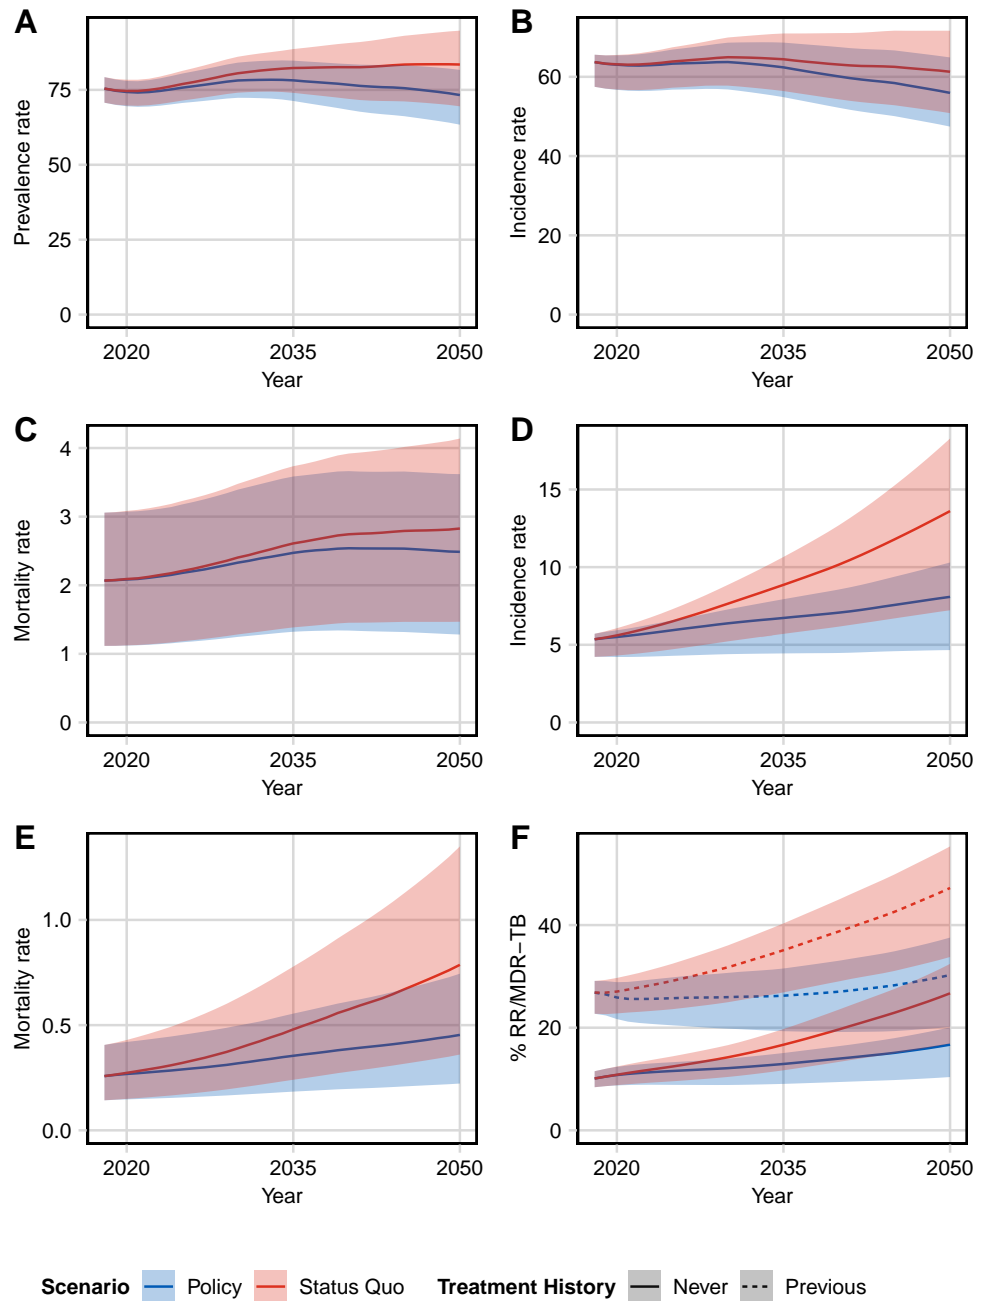 A
Prevalence rate
75
50
25
0
2020 2035 2050
Year
B
Incidence rate
60
40
20
0
2020 2035 2050
Year
C
Mortality rate
4
3
2
1
0
2020 2035 2050
Year
D
Incidence rate
15
10
5
0
2020 2035 2050
Year
E
Mortality rate
1.0
0.5
0.0
2020 2035 2050
Year
F
% RR/MDR−TB
40
20
0
2020 2035 2050
Year
Scenario Policy Status Quo Treatment History Never Previous